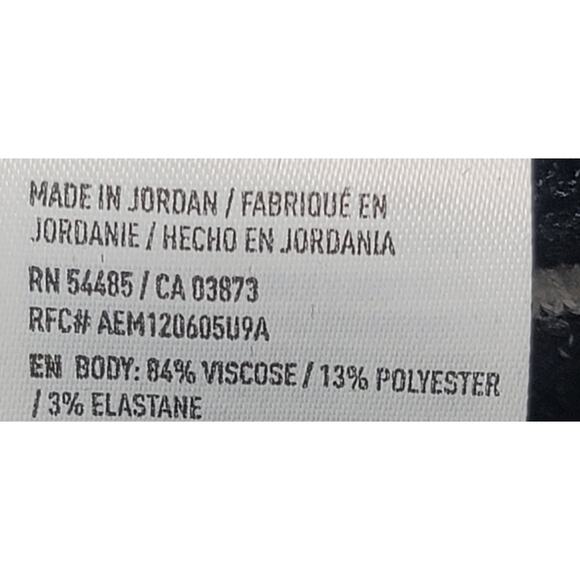 MADE IN JORDAN / FABRIQUÉ EN
JORDANIE / HECHO EN JORDANIA
RN 54485 / CA 03873
RFC# AEM120605U9A
EN BODY: 84% VISCOSE / 13% POLYESTER
/ 3% ELASTANE